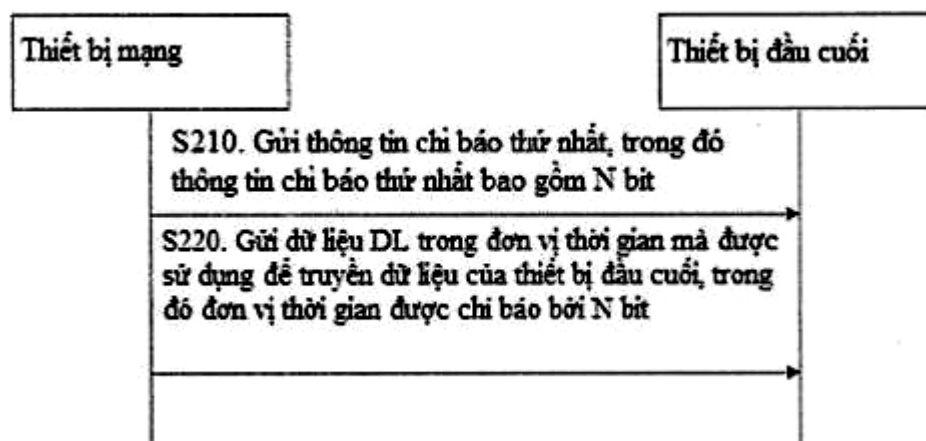 Thiết bị mạng
Thiết bị đầu cuối
S210. Gửi thông tin chỉ báo thứ nhất, trong đó
thông tin chỉ báo thứ nhất bao gồm N bit
S220. Gửi dữ liệu DL trong đơn vị thời gian mà được
sử dụng để truyền dữ liệu của thiết bị đầu cuối, trong
đó đơn vị thời gian được chỉ báo bởi N bit